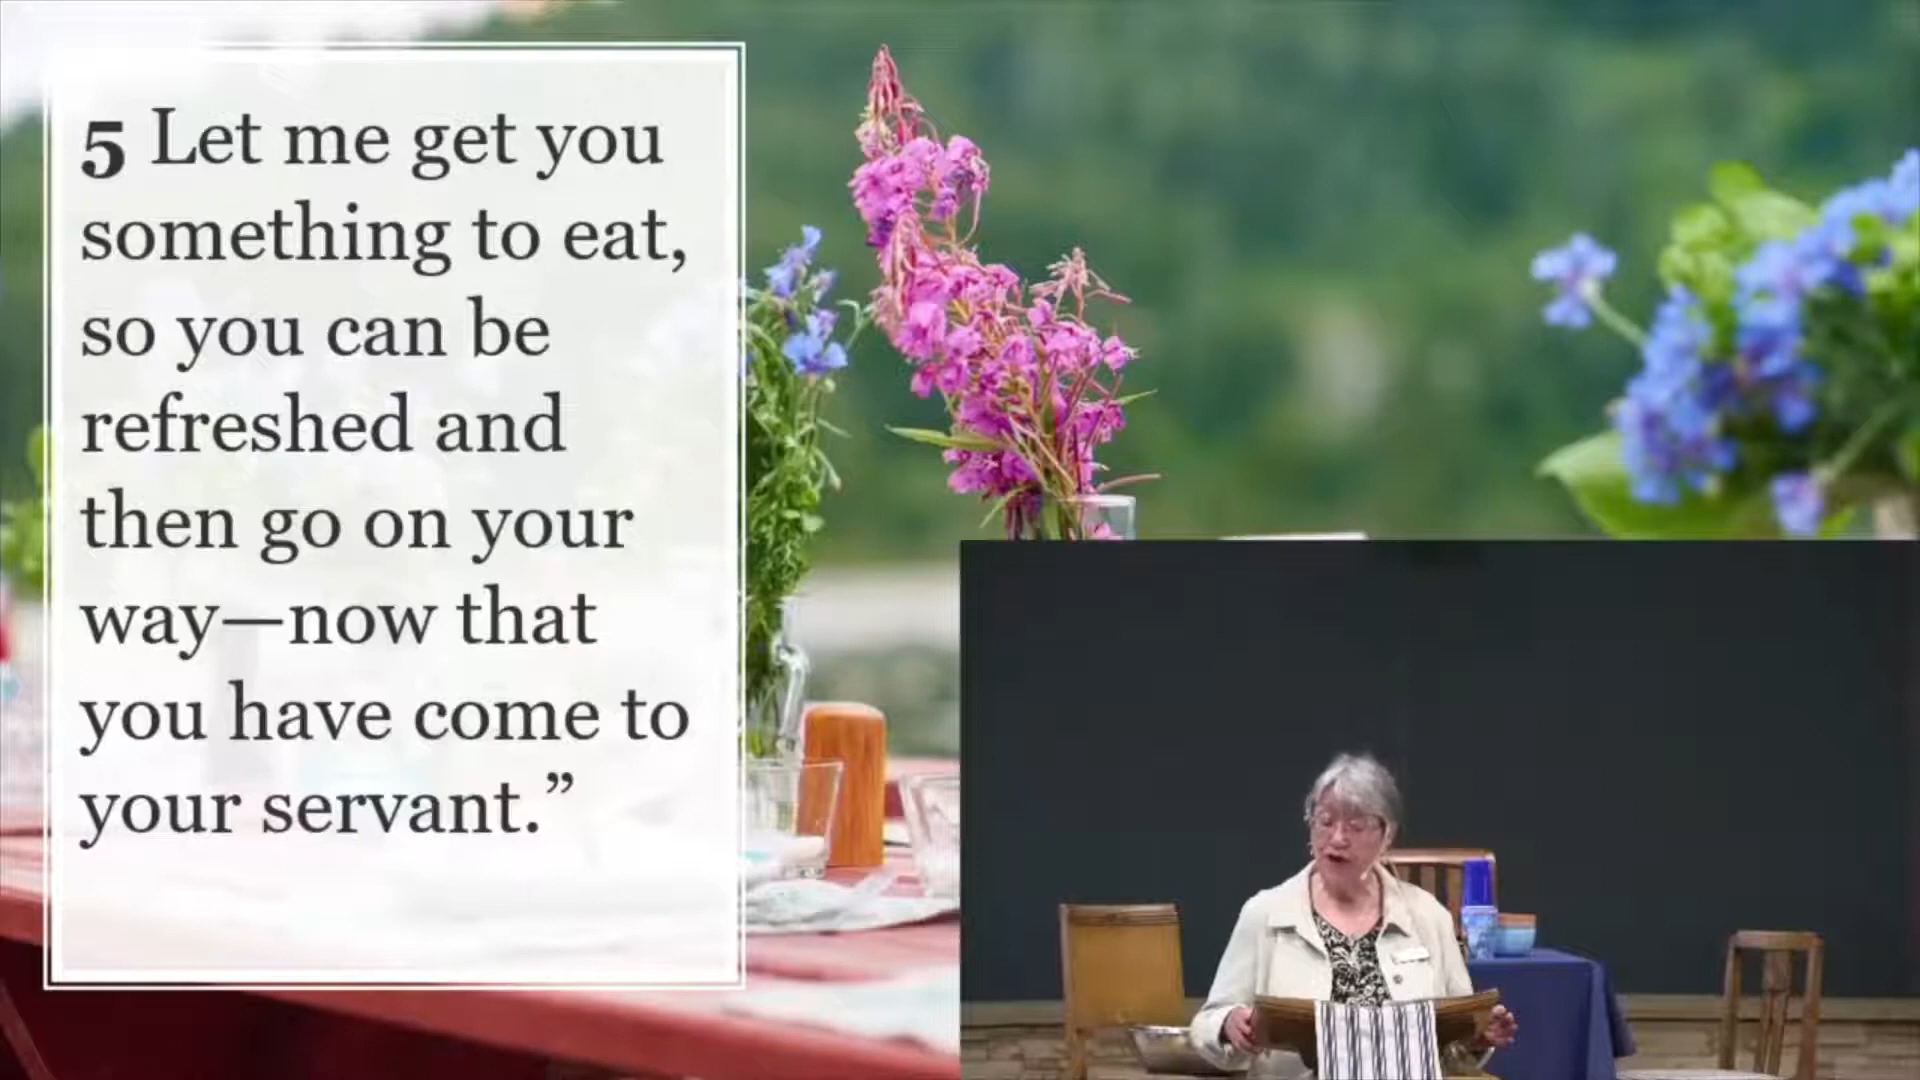 5 Let me get you
something to eat,
so you can be
refreshed and
then go on your
way—now that
you have come to
your servant.”